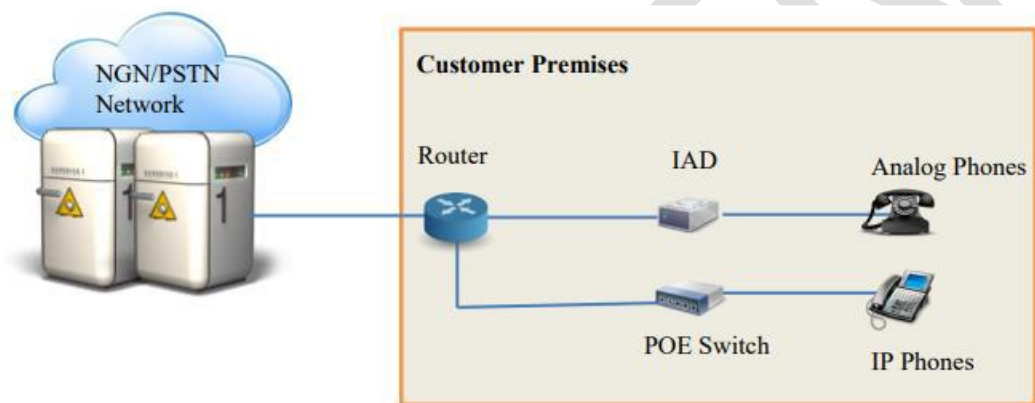 NGN/PSTN
Network
Customer Premises
Router
IAD
Analog Phones
POE Switch
IP Phones